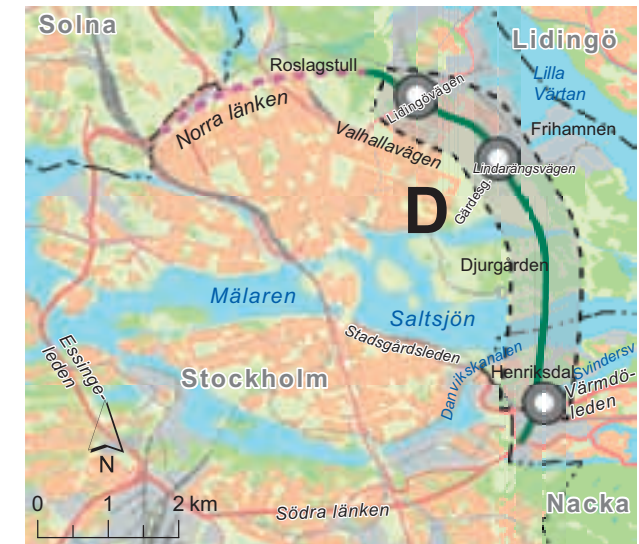 Solna
Lidingö
Roslagstull
Lilla
Värtan
Lidingövägen
Norra länken
Frihamnen
Valhallavägen
Lindarängsvägen
Gärdesg.
D
Djurgården
Mälaren
Saltsjön
Stadsgårdsleden
Essinge-
leden
Danvikskanalen
Henriksdal
Svindersv
Värmdö-
leden
Stockholm
N
0 1 2 km
Södra länken
Nacka